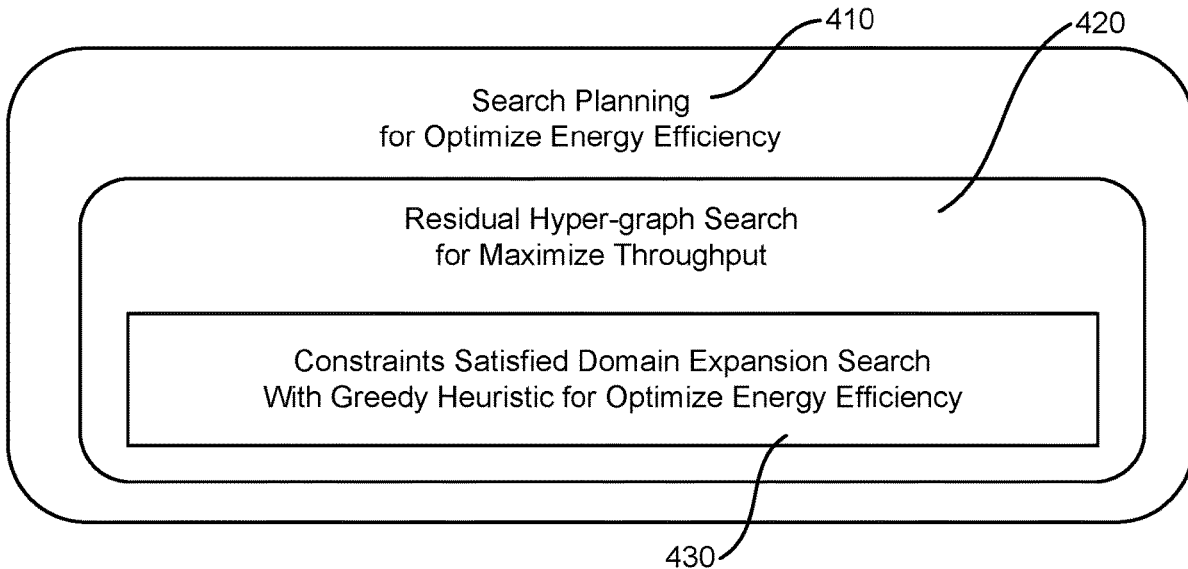 410
420
Search Planning
for Optimize Energy Efficiency
Residual Hyper-graph Search
for Maximize Throughput
Constraints Satisfied Domain Expansion Search
With Greedy Heuristic for Optimize Energy Efficiency
430